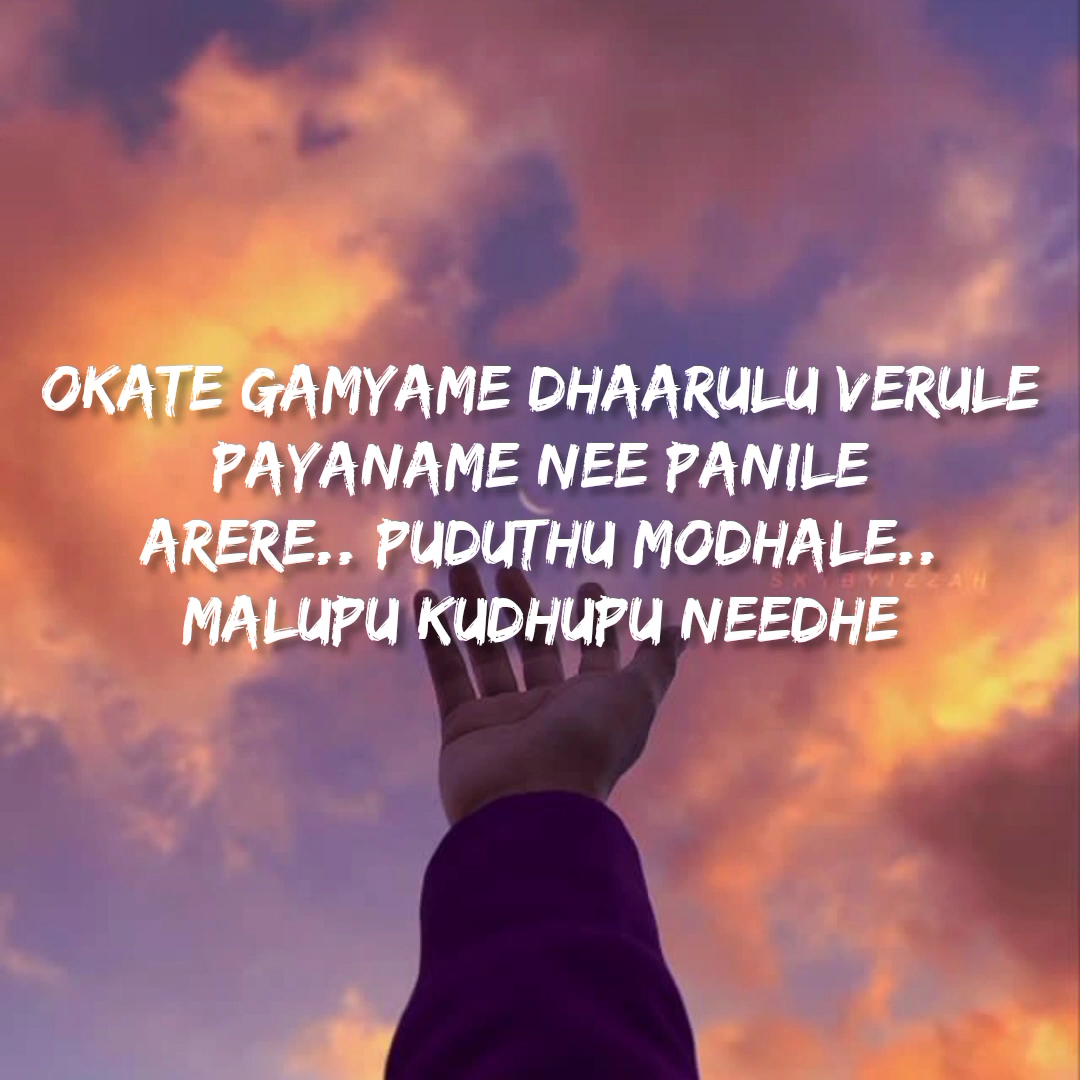 OKATE GAMYAME DHAARULU VERULE
PAYANAME NEE PANILE
ARERE.. PUDUTHU MODHALE..
MALUPU KUDHUPU NEEDHE